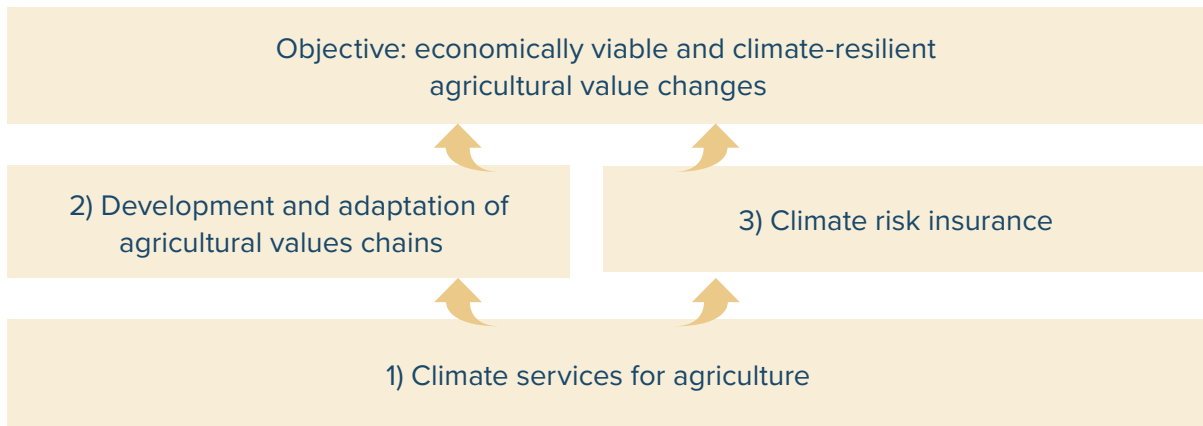 Objective: economically viable and climate-resilient
agricultural value changes
2) Development and adaptation of
agricultural values chains
3) Climate risk insurance
1) Climate services for agriculture